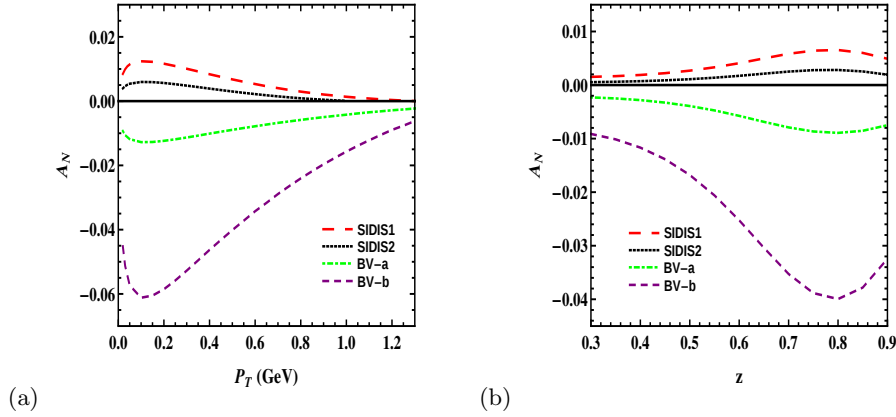 0.02
0.00
−0.02
−0.04
−0.06
A_N
SIDIS1
SIDIS2
BV−a
BV−b
0.0 0.2 0.4 0.6 0.8 1.0 1.2
P_T (GeV)
(a)
0.01
0.00
−0.01
−0.02
−0.03
−0.04
A_N
SIDIS1
SIDIS2
BV−a
BV−b
0.3 0.4 0.5 0.6 0.7 0.8 0.9
z
(b)